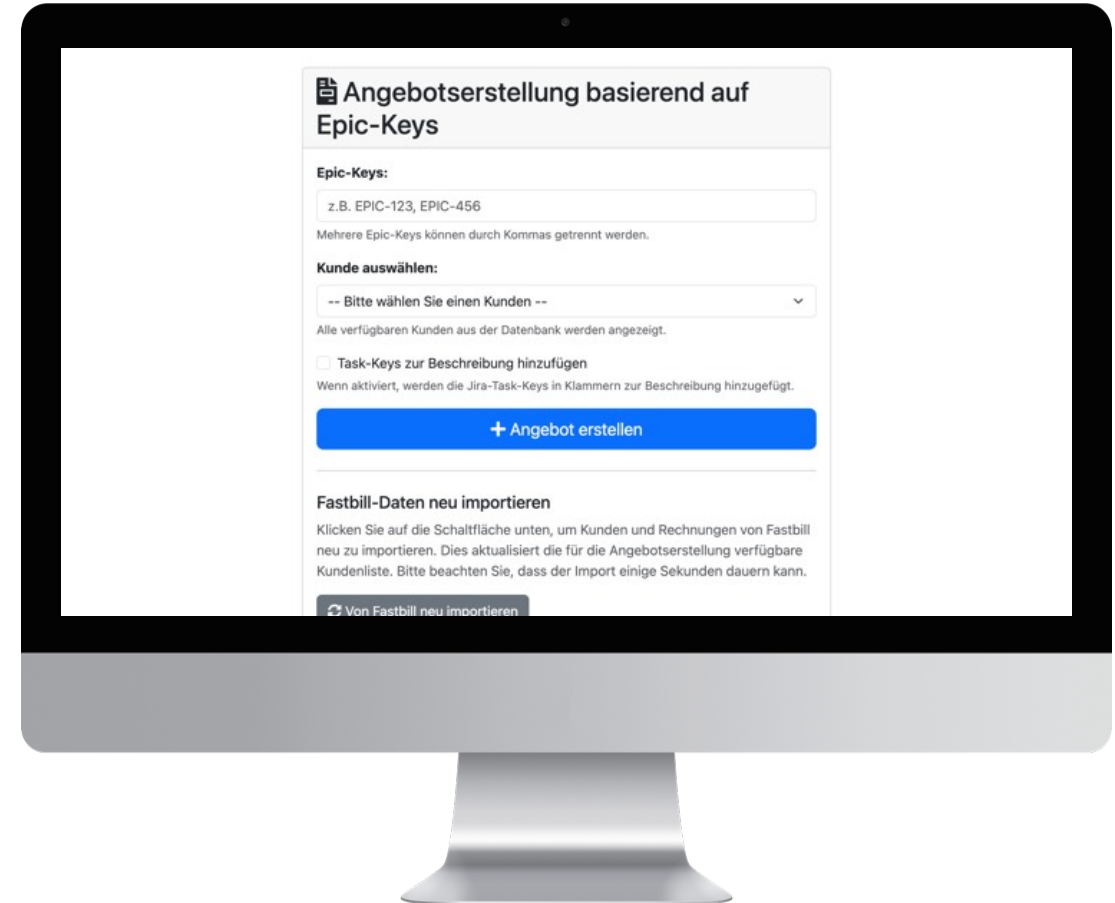 Angebotserstellung basierend auf
Epic-Keys
Epic-Keys:
z.B. EPIC-123, EPIC-456
Mehrere Epic-Keys können durch Kommas getrennt werden.
Kunde auswählen:
-- Bitte wählen Sie einen Kunden --
Alle verfügbaren Kunden aus der Datenbank werden angezeigt.
Task-Keys zur Beschreibung hinzufügen
Wenn aktiviert, werden die Jira-Task-Keys in Klammern zur Beschreibung hinzugefügt.
+ Angebot erstellen
Fastbill-Daten neu importieren
Klicken Sie auf die Schaltfläche unten, um Kunden und Rechnungen von Fastbill
neu zu importieren. Dies aktualisiert die für die Angebotserstellung verfügbare
Kundenliste. Bitte beachten Sie, dass der Import einige Sekunden dauern kann.
Von Fastbill neu importieren